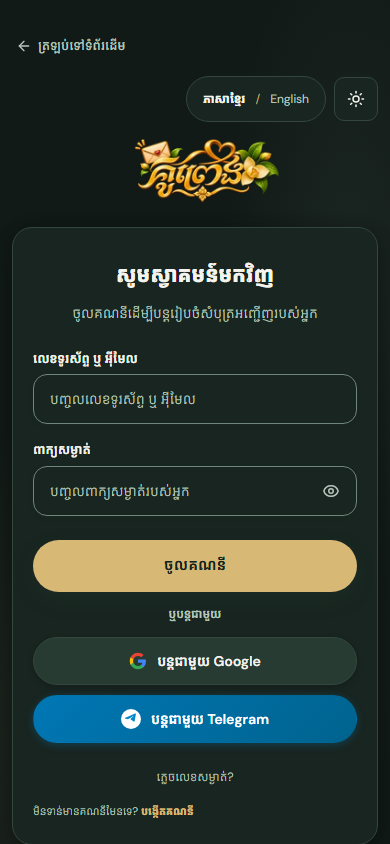 ត្រឡប់ទៅទំព័រដើម
ភាសាខ្មែរ / English
គូព្រេង
សូមស្វាគមន៍មកវិញ
ចូលគណនីដើម្បីបន្តរៀបចំសំបុត្រអញ្ជើញរបស់អ្នក
លេខទូរស័ព្ទ ឬ អ៊ីមែល
បញ្ចូលលេខទូរស័ព្ទ ឬ អ៊ីមែល
ពាក្យសម្ងាត់
បញ្ចូលពាក្យសម្ងាត់របស់អ្នក
ចូលគណនី
ឬបន្តជាមួយ
បន្តជាមួយ Google
បន្តជាមួយ Telegram
ភ្លេចលេខសម្ងាត់?
មិនទាន់មានគណនីមែនទេ? បង្កើតគណនី